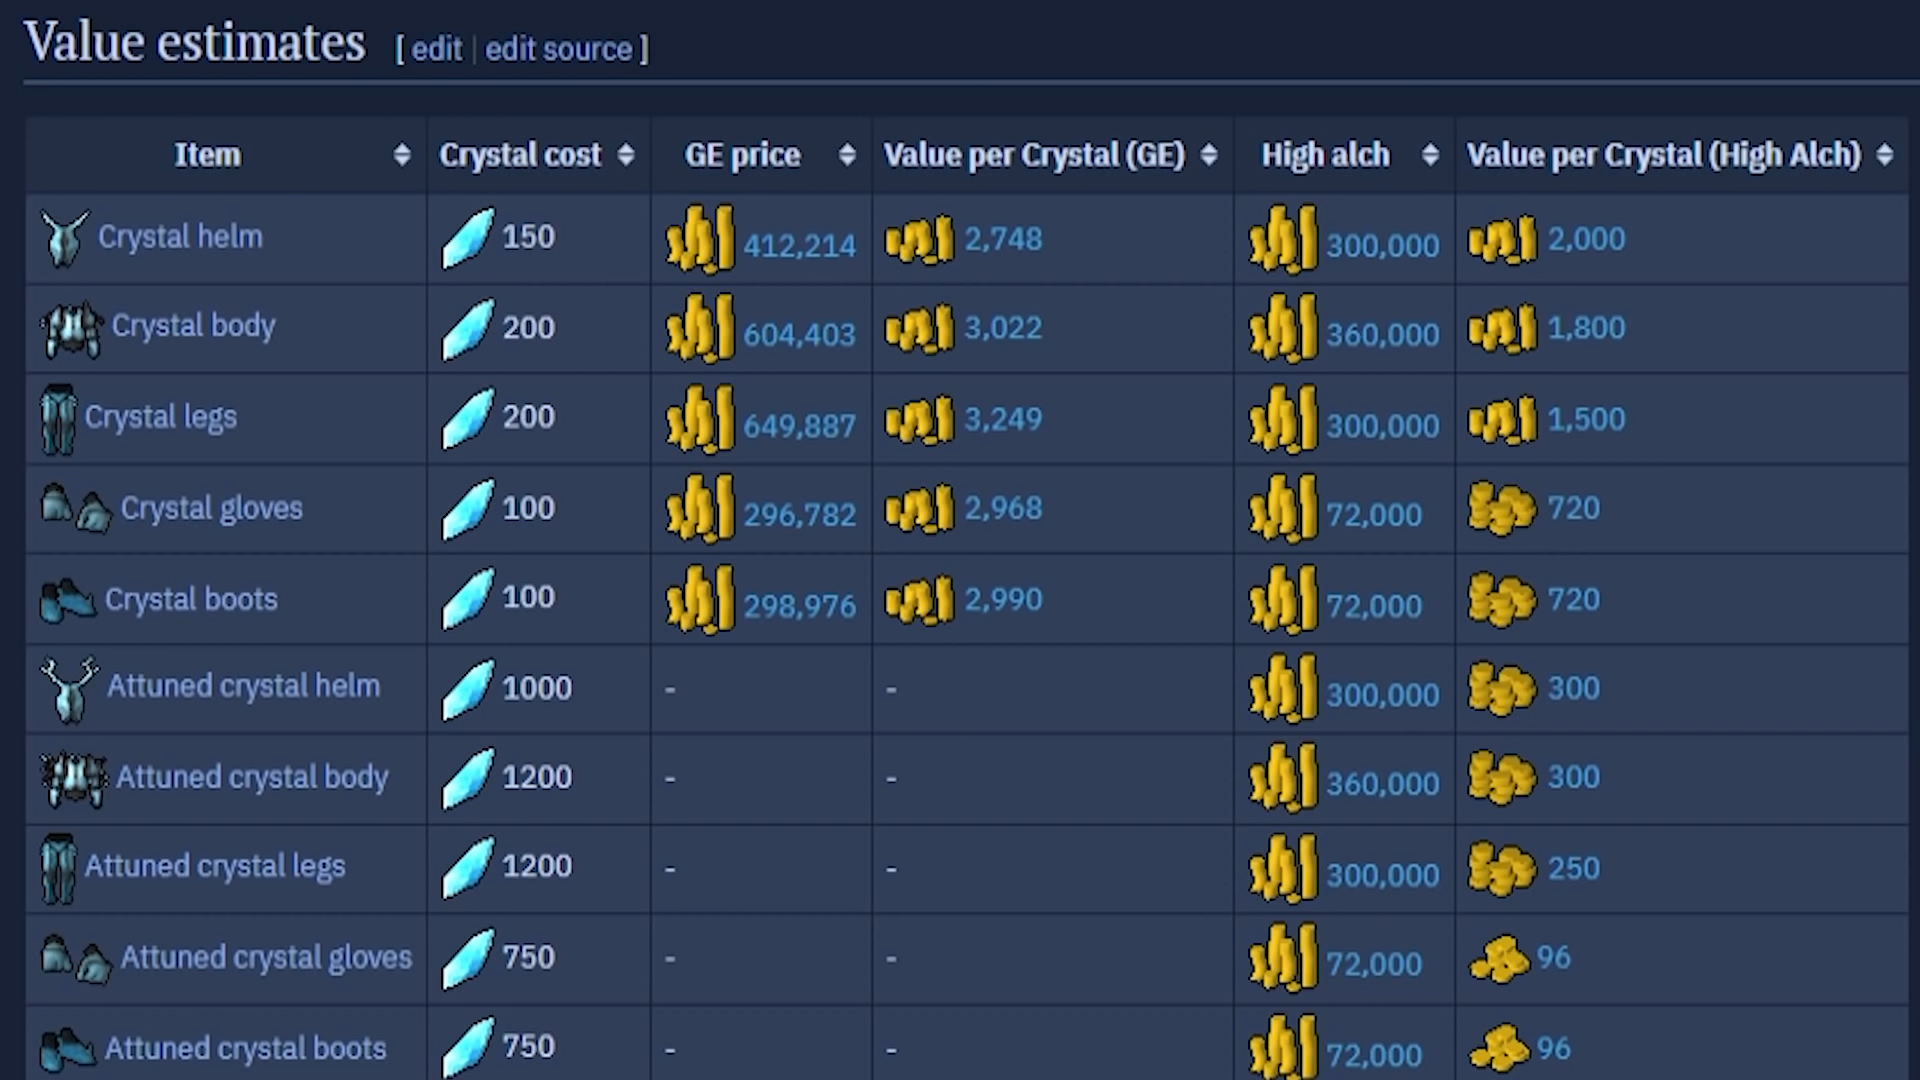 Value estimates [ edit | edit source ]
Item Crystal cost GE price Value per Crystal (GE) High alch Value per Crystal (High Alch)
Crystal helm 150 412,214 2,748 300,000 2,000
Crystal body 200 604,403 3,022 360,000 1,800
Crystal legs 200 649,887 3,249 300,000 1,500
Crystal gloves 100 296,782 2,968 72,000 720
Crystal boots 100 298,976 2,990 72,000 720
Attuned crystal helm 1000 - - 300,000 300
Attuned crystal body 1200 - - 360,000 300
Attuned crystal legs 1200 - - 300,000 250
Attuned crystal gloves 750 - - 72,000 96
Attuned crystal boots 750 - - 72,000 96